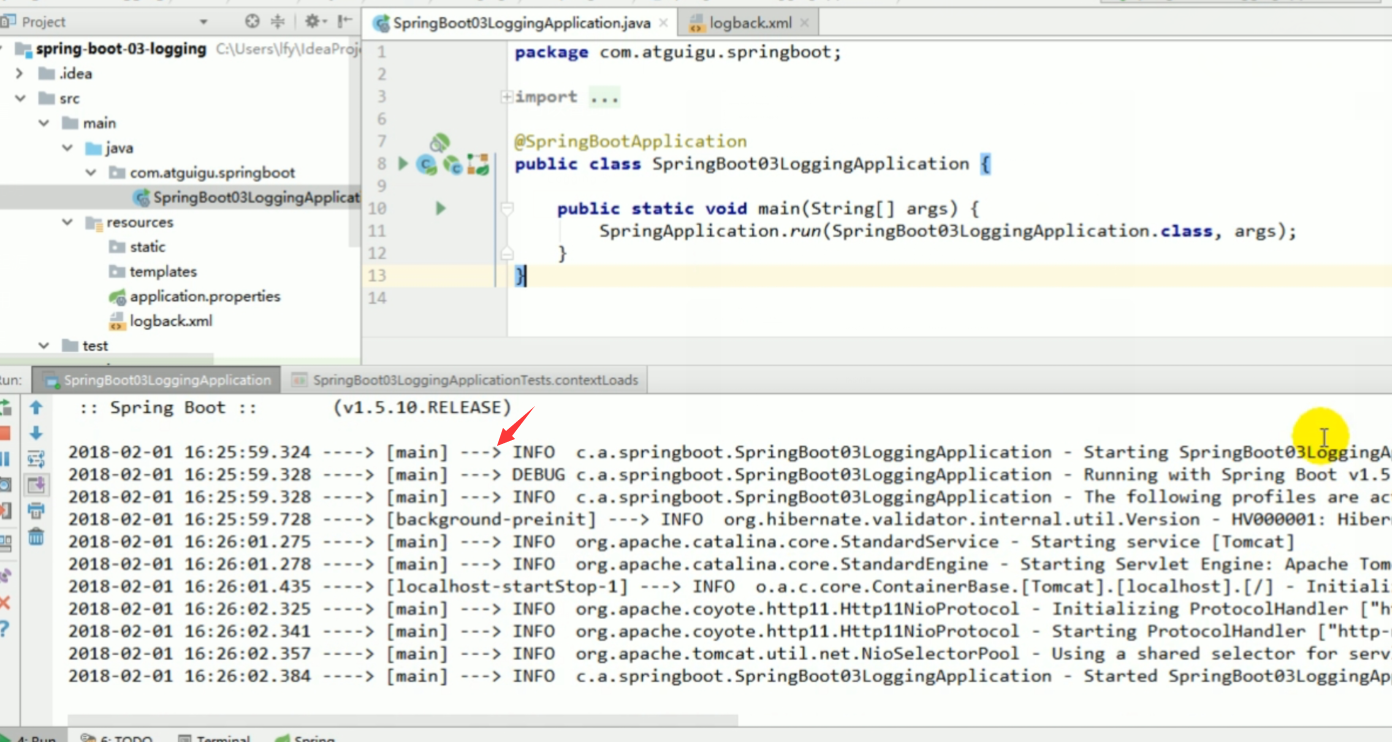 Project
SpringBoot03LoggingApplication.java
logback.xml
spring-boot-03-logging C:\Users\lfy\IdeaProj
.idea
src
main
java
com.atguigu.springboot
SpringBoot03LoggingApplicat
resources
static
templates
application.properties
logback.xml
test
1 package com.atguigu.springboot;
2
3 import ...
6
7 @SpringBootApplication
8 public class SpringBoot03LoggingApplication {
9
10 public static void main(String[] args) {
11 SpringApplication.run(SpringBoot03LoggingApplication.class, args);
12 }
13 }
14
un: SpringBoot03LoggingApplication SpringBoot03LoggingApplicationTests.contextLoads
:: Spring Boot :: (v1.5.10.RELEASE)
2018-02-01 16:25:59.324 ----> [main] ---> INFO c.a.springboot.SpringBoot03LoggingApplication - Starting SpringBoot03LoggingA
2018-02-01 16:25:59.328 ----> [main] ---> DEBUG c.a.springboot.SpringBoot03LoggingApplication - Running with Spring Boot v1.5
2018-02-01 16:25:59.328 ----> [main] ---> INFO c.a.springboot.SpringBoot03LoggingApplication - The following profiles are ac
2018-02-01 16:25:59.728 ----> [background-preinit] ---> INFO org.hibernate.validator.internal.util.Version - HV000001: Hiber
2018-02-01 16:26:01.275 ----> [main] ---> INFO org.apache.catalina.core.StandardService - Starting service [Tomcat]
2018-02-01 16:26:01.278 ----> [main] ---> INFO org.apache.catalina.core.StandardEngine - Starting Servlet Engine: Apache Tom
2018-02-01 16:26:01.435 ----> [localhost-startStop-1] ---> INFO o.a.c.core.ContainerBase.[Tomcat].[localhost].[/] - Initiali
2018-02-01 16:26:02.325 ----> [main] ---> INFO org.apache.coyote.http11.Http11NioProtocol - Initializing ProtocolHandler ["h
2018-02-01 16:26:02.341 ----> [main] ---> INFO org.apache.coyote.http11.Http11NioProtocol - Starting ProtocolHandler ["http-
2018-02-01 16:26:02.357 ----> [main] ---> INFO org.apache.tomcat.util.net.NioSelectorPool - Using a shared selector for serv
2018-02-01 16:26:02.384 ----> [main] ---> INFO c.a.springboot.SpringBoot03LoggingApplication - Started SpringBoot03LoggingAp
4: Run 6: TODO Terminal Spring